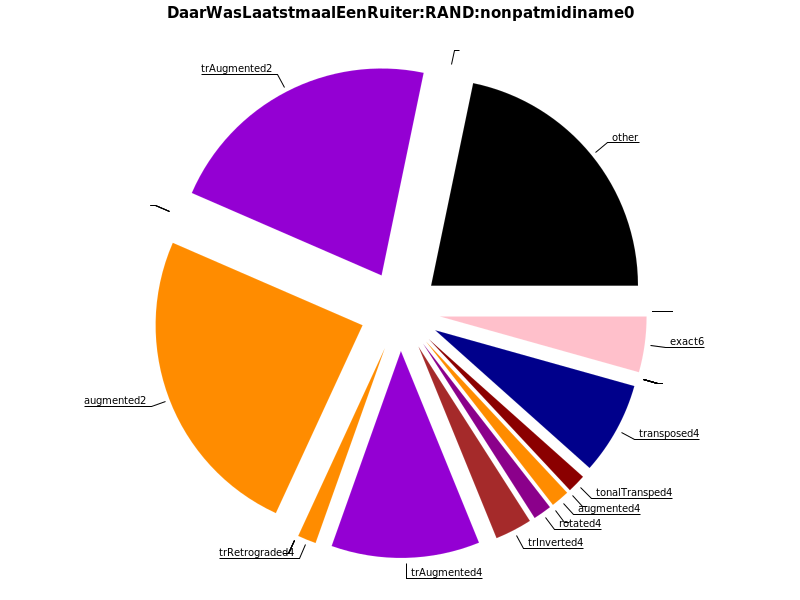 DaarWasLaatstmaalEenRuiter:RAND:nonpatmidiname0
trAugmented2
other
exact6
augmented2
transposed4
tonalTransped4
augmented4
rotated4
trInverted4
trRetrograded4
trAugmented4